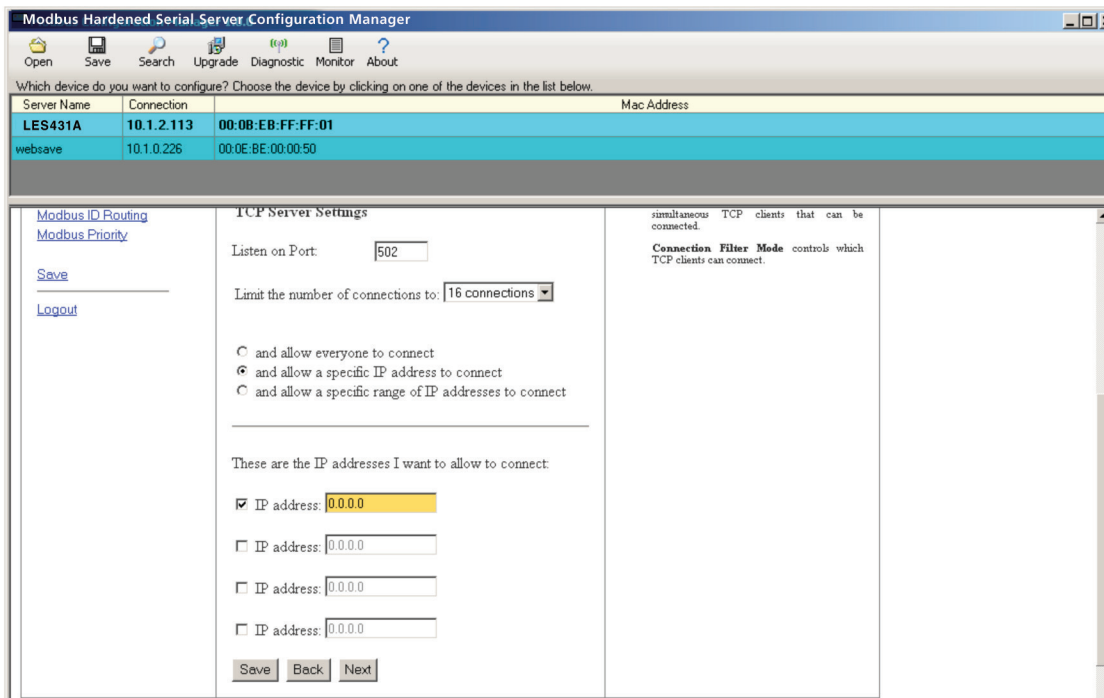 Modbus Hardened Serial Server Configuration Manager
Open Save Search Upgrade Diagnostic Monitor About
Which device do you want to configure? Choose the device by clicking on one of the devices in the list below.
Server Name Connection Mac Address
LES431A 10.1.2.113 00:0B:EB:FF:FF:01
websave 10.1.0.226 00:0E:BE:00:00:50
Modbus ID Routing
Modbus Priority
Save
Logout
TCP Server Settings
Listen on Port: 502
Limit the number of connections to: 16 connections
and allow everyone to connect
and allow a specific IP address to connect
and allow a specific range of IP addresses to connect
These are the IP addresses I want to allow to connect:
IP address: 0.0.0.0
IP address: 0.0.0.0
IP address: 0.0.0.0
IP address: 0.0.0.0
Save Back Next
simultaneous TCP clients that can be
connected.
Connection Filter Mode controls which
TCP clients can connect.